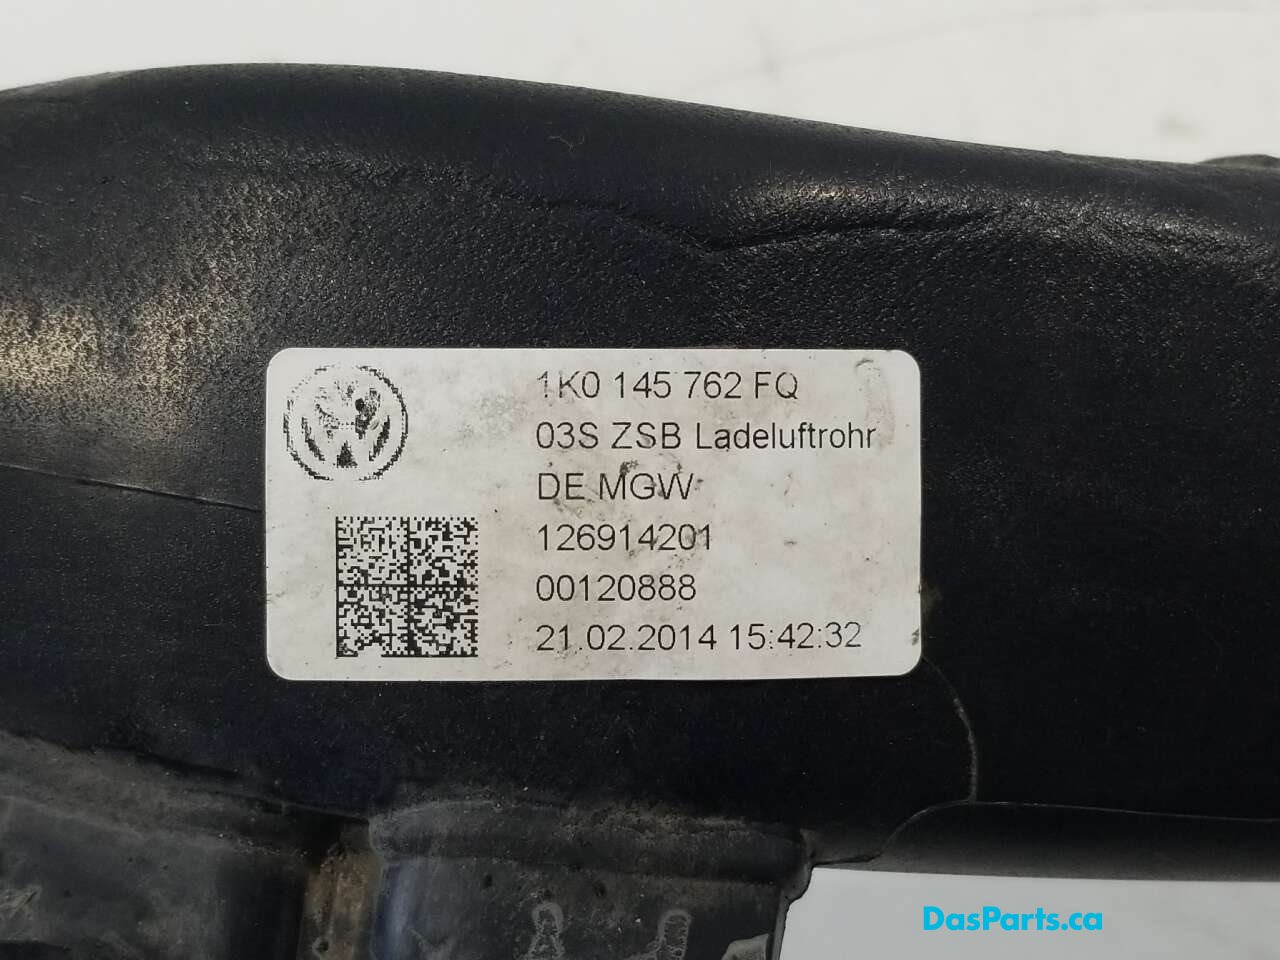 1K0 145 762 FQ
03S ZSB Ladeluftrohr
DE MGW
126914201
00120888
21.02.2014 15:42:32
DasParts.ca